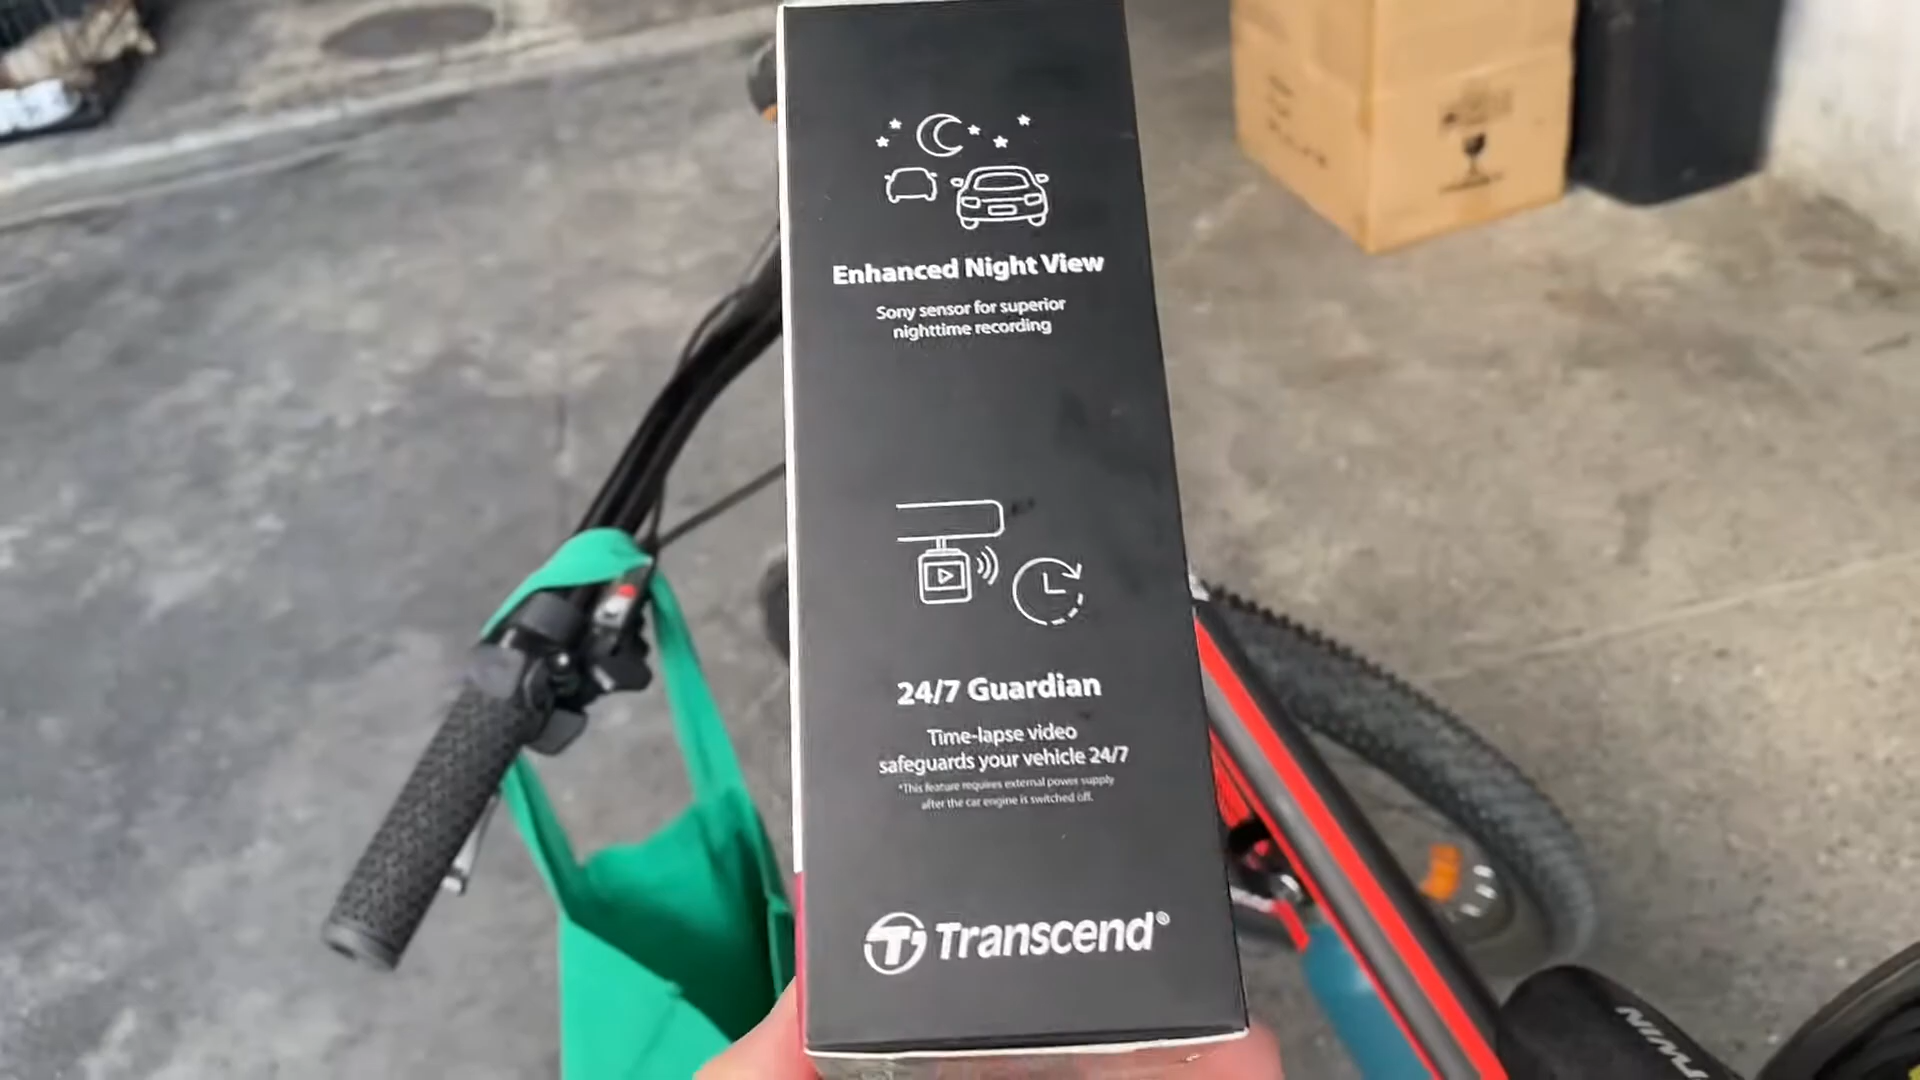 Enhanced Night View
Sony sensor for superior
nighttime recording
24/7 Guardian
Time-lapse video
safeguards your vehicle 24/7
*This feature requires external power supply
after the car engine is switched off.
Transcend®